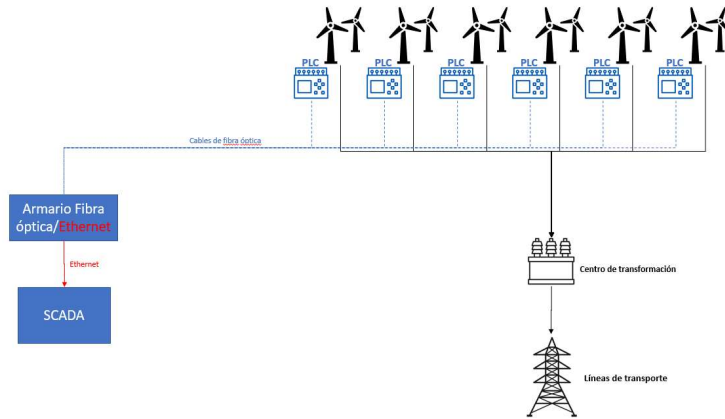 PLC PLC PLC PLC PLC PLC
Cables de fibra óptica
Armario Fibra
óptica/Ethernet
Ethernet
SCADA
Centro de transformación
Líneas de transporte